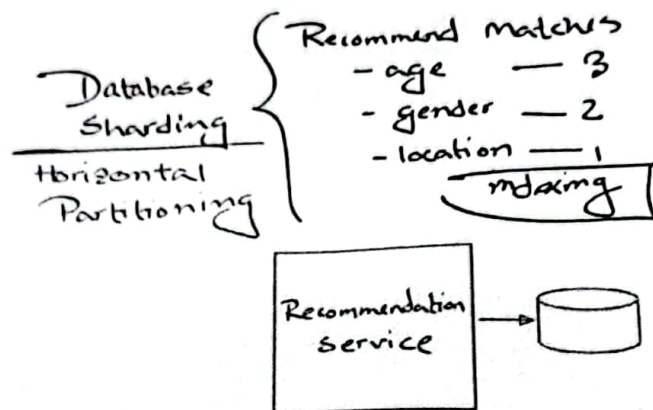 Database
Sharding
Horizontal
Partitioning
Recommend matches
- age — 3
- gender — 2
- location — 1
indexing
Recommendation
service